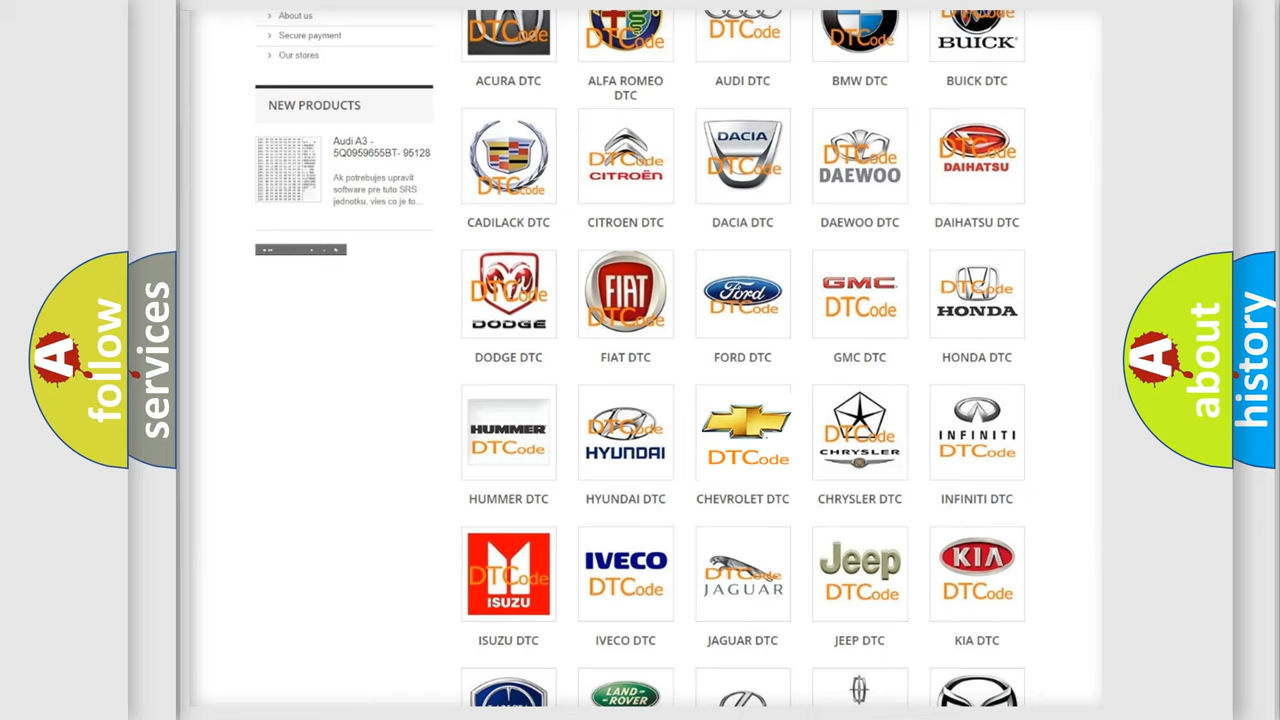 About us
Secure payment
Our stores
NEW PRODUCTS
Audi A3 -
5Q0959655BT- 95128
Ak potrebujes upravit
software pre tuto SRS
jednotku, vies co je to...
DTCode
DTCode
DTCode
DTCode
BUICK
ACURA DTC
ALFA ROMEO
DTC
AUDI DTC
BMW DTC
BUICK DTC
DTCode
DTCode
CITROËN
DACIA
DTCode
DTCode
DAEWOO
DTCode
DAIHATSU
CADILACK DTC
CITROEN DTC
DACIA DTC
DAEWOO DTC
DAIHATSU DTC
DTCode
DODGE
FIAT
DTCode
Ford
DTCode
GMC
DTCode
DTCode
HONDA
DODGE DTC
FIAT DTC
FORD DTC
GMC DTC
HONDA DTC
HUMMER
DTCode
DTCode
HYUNDAI
DTCode
DTCode
CHRYSLER
INFINITI
DTCode
HUMMER DTC
HYUNDAI DTC
CHEVROLET DTC
CHRYSLER DTC
INFINITI DTC
DTCode
ISUZU
IVECO
DTCode
DTCode
JAGUAR
Jeep
DTCode
KIA
DTCode
ISUZU DTC
IVECO DTC
JAGUAR DTC
JEEP DTC
KIA DTC
LAND-
ROVER
A follow
services
A about
history